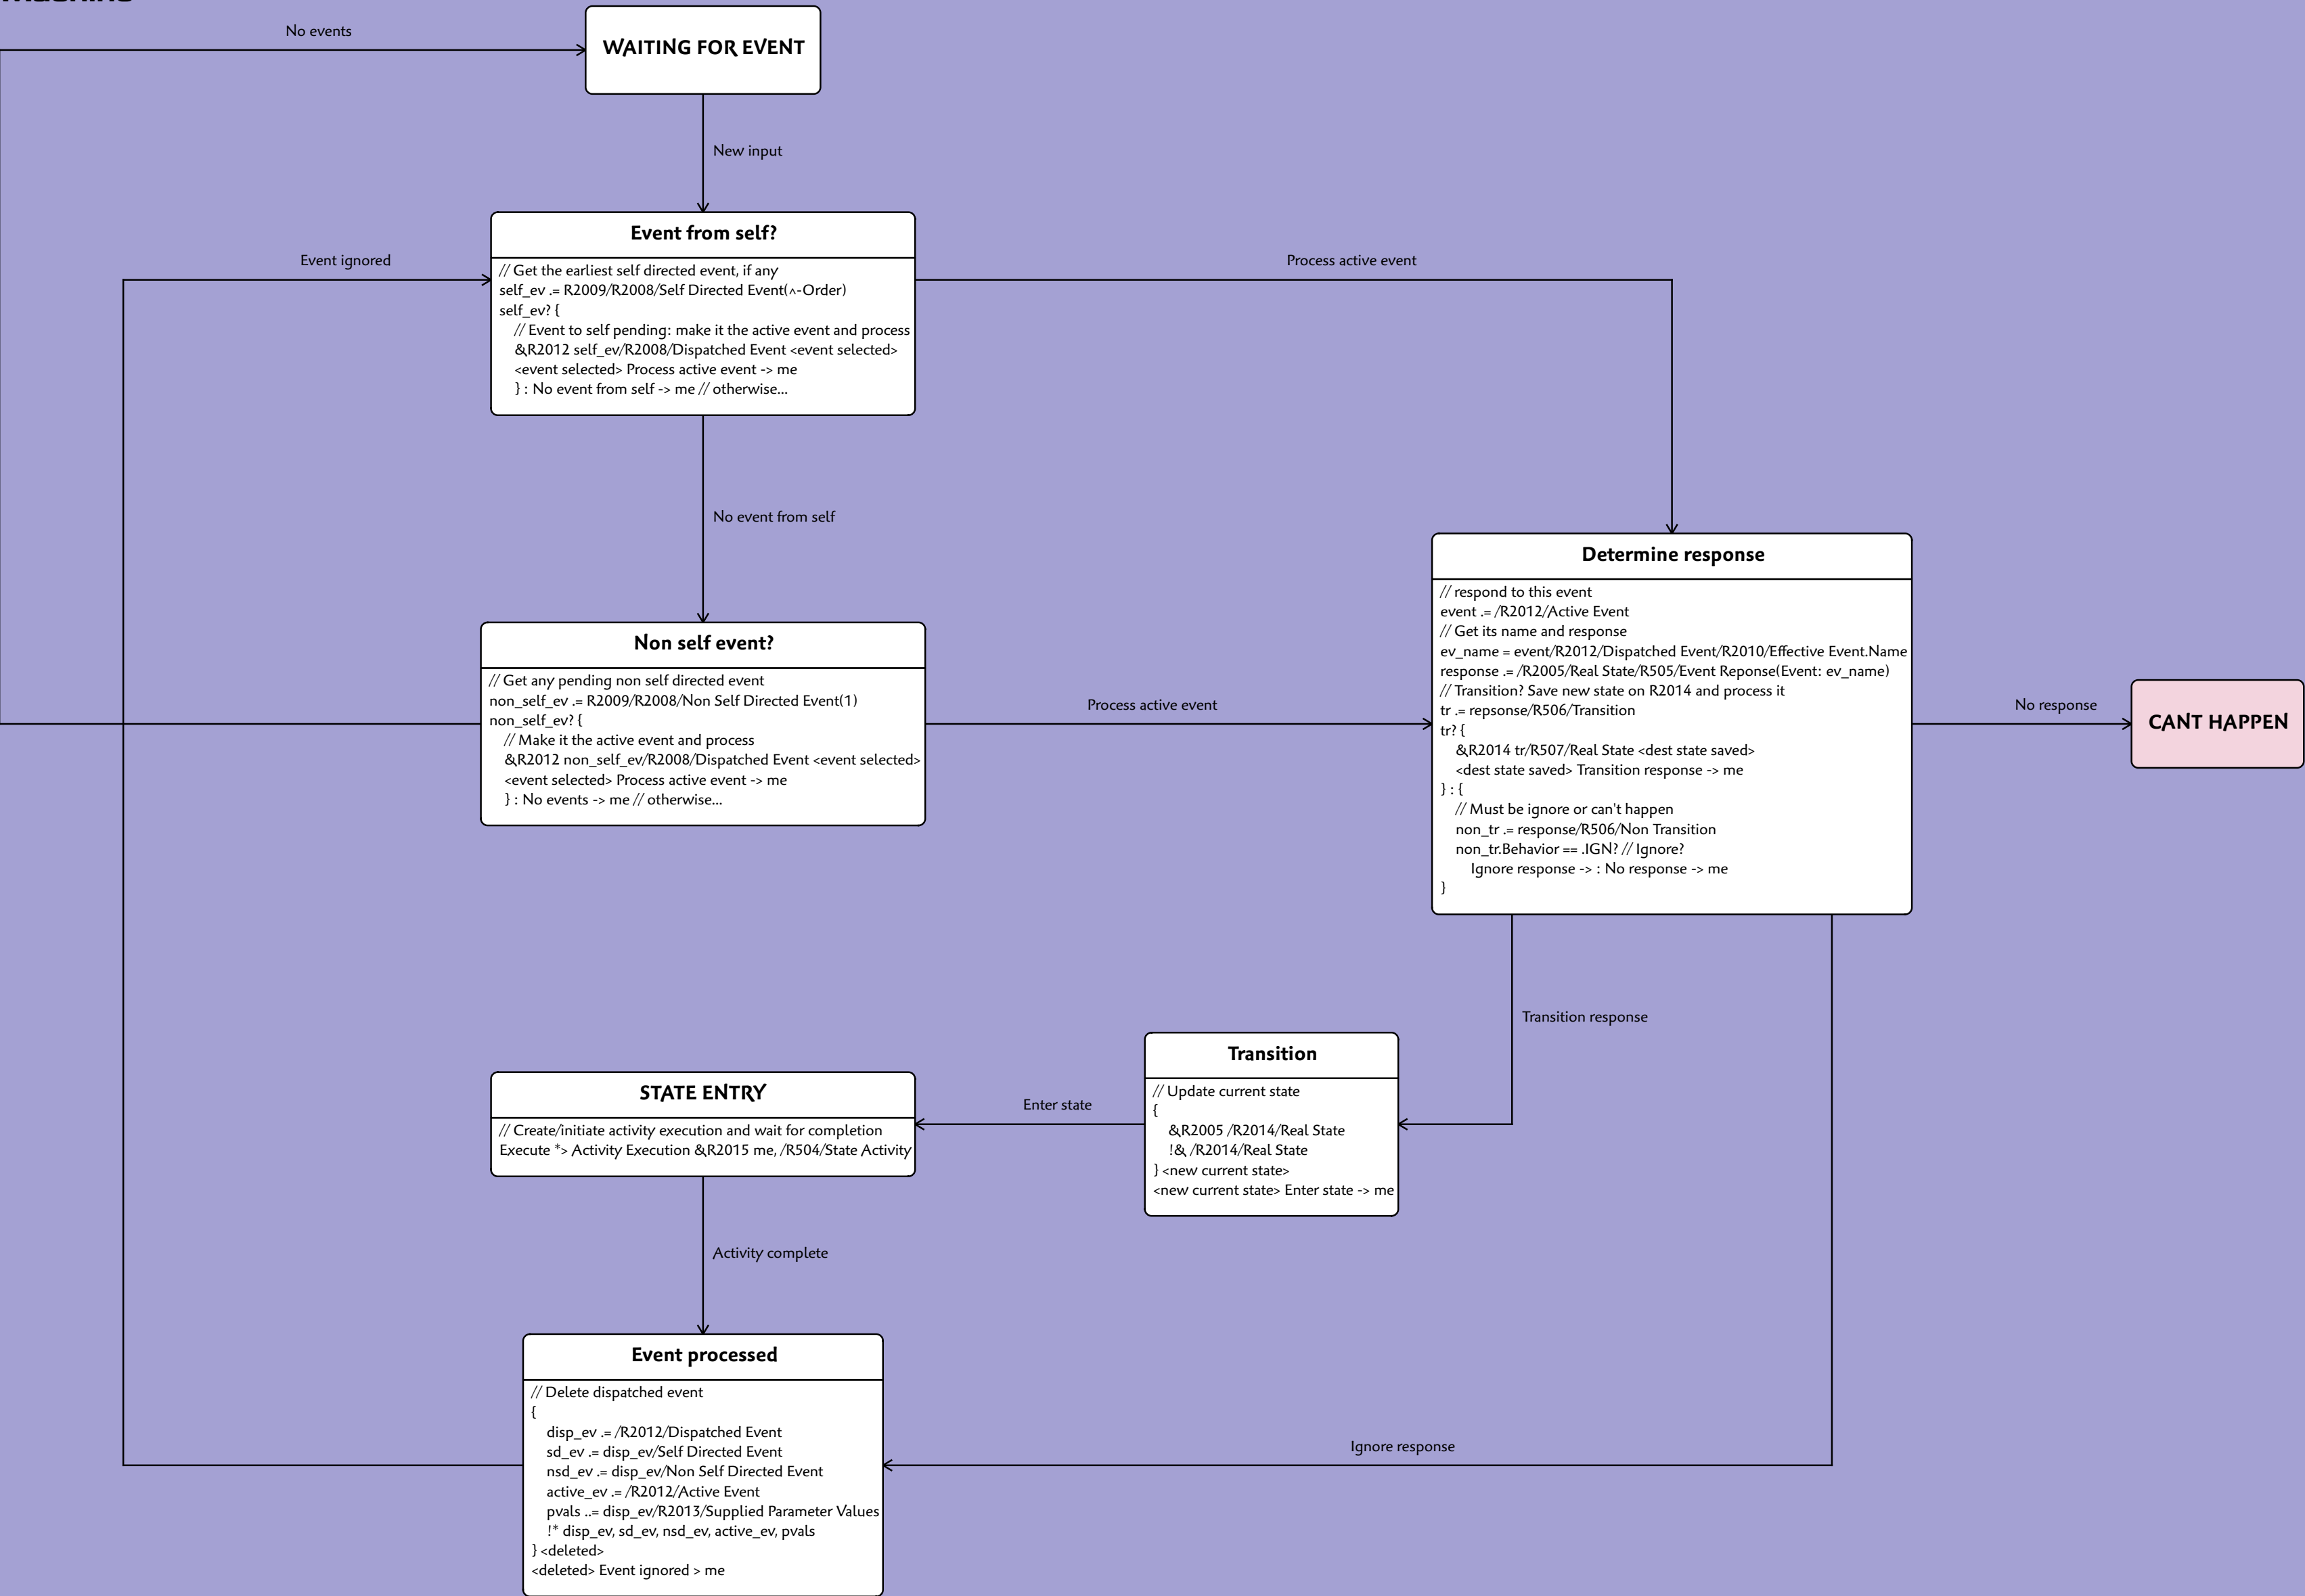 No events
WAITING FOR EVENT
New input
Event from self?
// Get the earliest self directed event, if any
self_ev .= R2009/R2008/Self Directed Event(^-Order)
self_ev? {
// Event to self pending: make it the active event and process
&R2012 self_ev/R2008/Dispatched Event <event selected>
<event selected> Process active event -> me
} : No event from self -> me // otherwise...
Event ignored
Process active event
No event from self
Non self event?
// Get any pending non self directed event
non_self_ev .= R2009/R2008/Non Self Directed Event(1)
non_self_ev? {
// Make it the active event and process
&R2012 non_self_ev/R2008/Dispatched Event <event selected>
<event selected> Process active event -> me
} : No events -> me // otherwise...
Process active event
Determine response
// respond to this event
event .= /R2012/Active Event
// Get its name and response
ev_name = event/R2012/Dispatched Event/R2010/Effective Event.Name
response .= /R2005/Real State/R505/Event Reponse(Event: ev_name)
// Transition? Save new state on R2014 and process it
tr .= repsonse/R506/Transition
tr? {
&R2014 tr/R507/Real State <dest state saved>
<dest state saved> Transition response -> me
} : {
// Must be ignore or can't happen
non_tr .= response/R506/Non Transition
non_tr.Behavior == .IGN? // Ignore?
Ignore response -> : No response -> me
}
No response
CANT HAPPEN
Transition response
Transition
// Update current state
{
&R2005 /R2014/Real State
!& /R2014/Real State
} <new current state>
<new current state> Enter state -> me
Enter state
STATE ENTRY
// Create/initiate activity execution and wait for completion
Execute *> Activity Execution &R2015 me, /R504/State Activity
Activity complete
Event processed
// Delete dispatched event
{
disp_ev .= /R2012/Dispatched Event
sd_ev .= disp_ev/Self Directed Event
nsd_ev .= disp_ev/Non Self Directed Event
active_ev .= /R2012/Active Event
pvals ..= disp_ev/R2013/Supplied Parameter Values
!* disp_ev, sd_ev, nsd_ev, active_ev, pvals
} <deleted>
<deleted> Event ignored > me
Ignore response